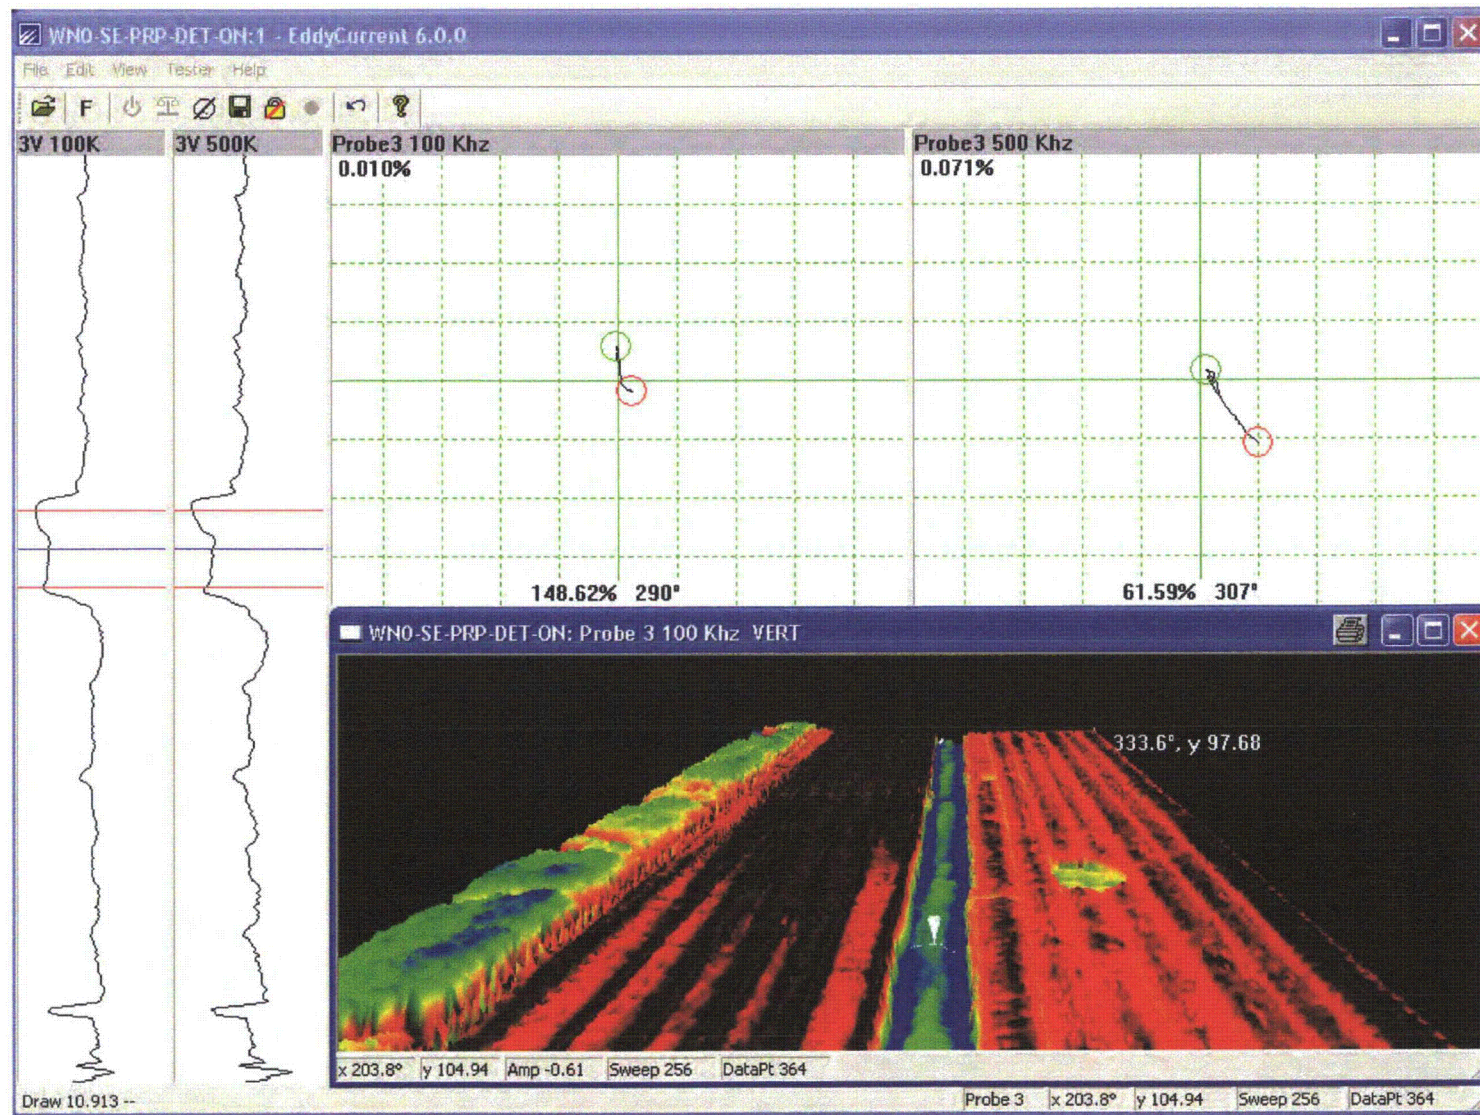 WN0-SE-PRP-DET-ON:1 - EddyCurrent 6.0.0
File Edit View Tester Help
F
3V 100K 3V 500K Probe3 100 Khz Probe3 500 Khz
0.010% 0.071%
148.62% 290° 61.59% 307°
WN0-SE-PRP-DET-ON: Probe 3 100 Khz VERT
333.6°, y 97.68
x 203.8° y 104.94 Amp -0.61 Sweep 256 DataPt 364
Draw 10.913 -- Probe 3 x 203.8° y 104.94 Sweep 256 DataPt 364